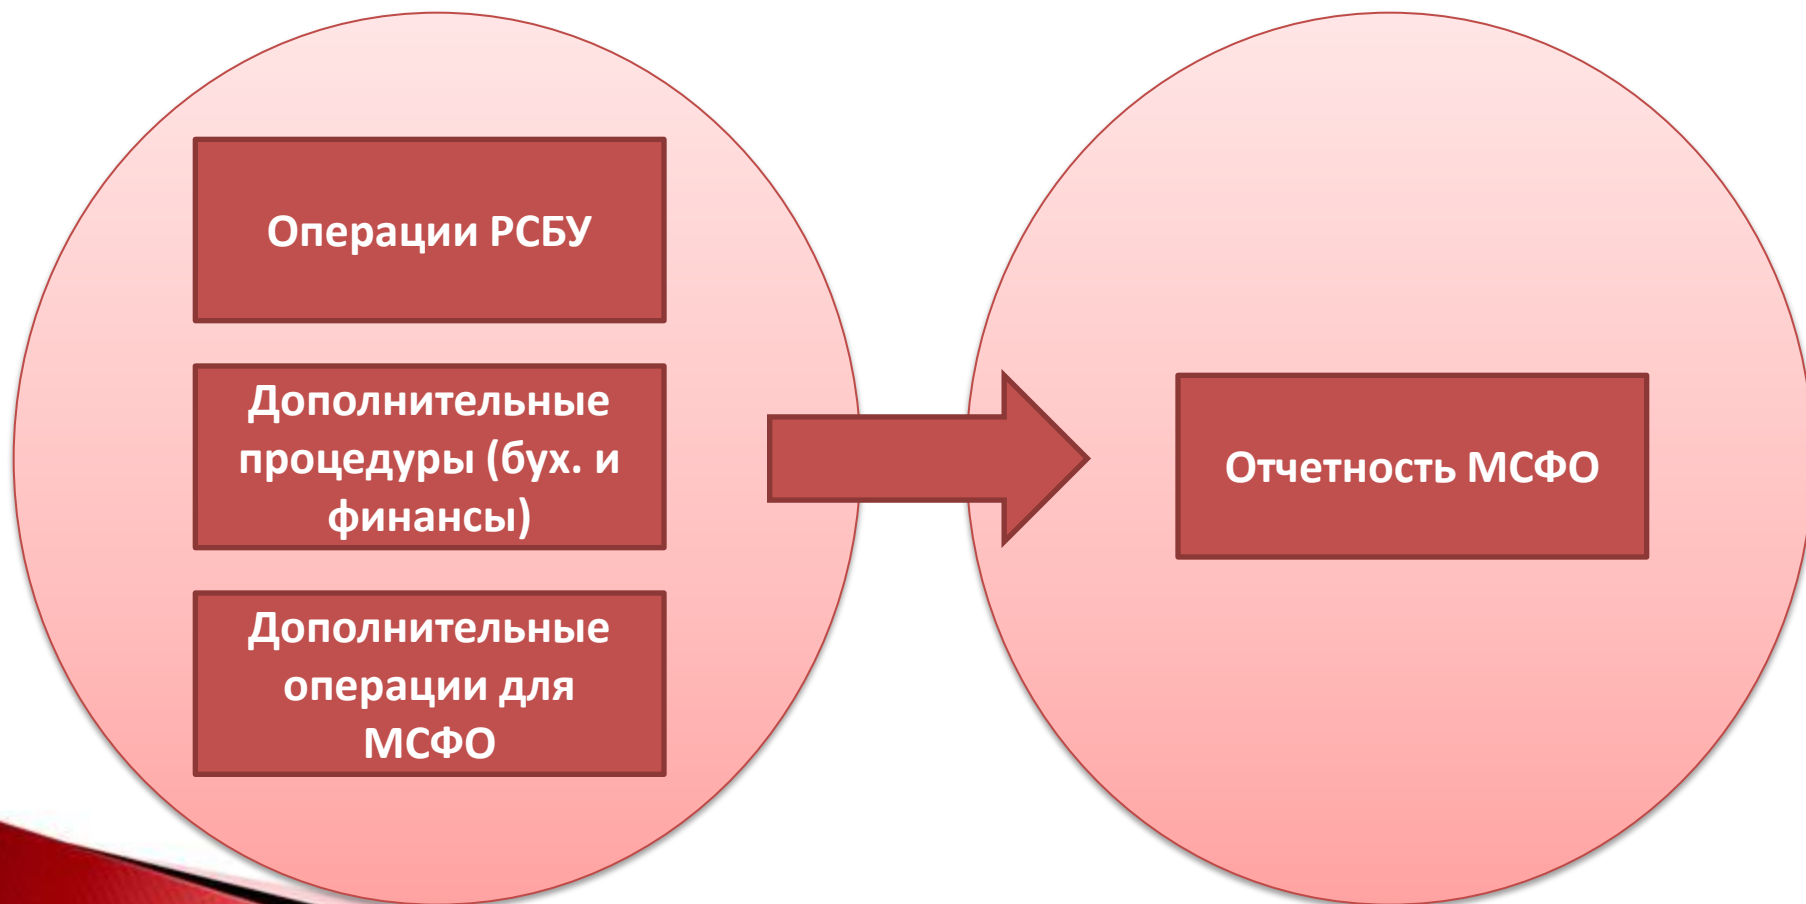 Операции РСБУ
Дополнительные
процедуры (бух. и
финансы)
Дополнительные
операции для
МСФО
Отчетность МСФО